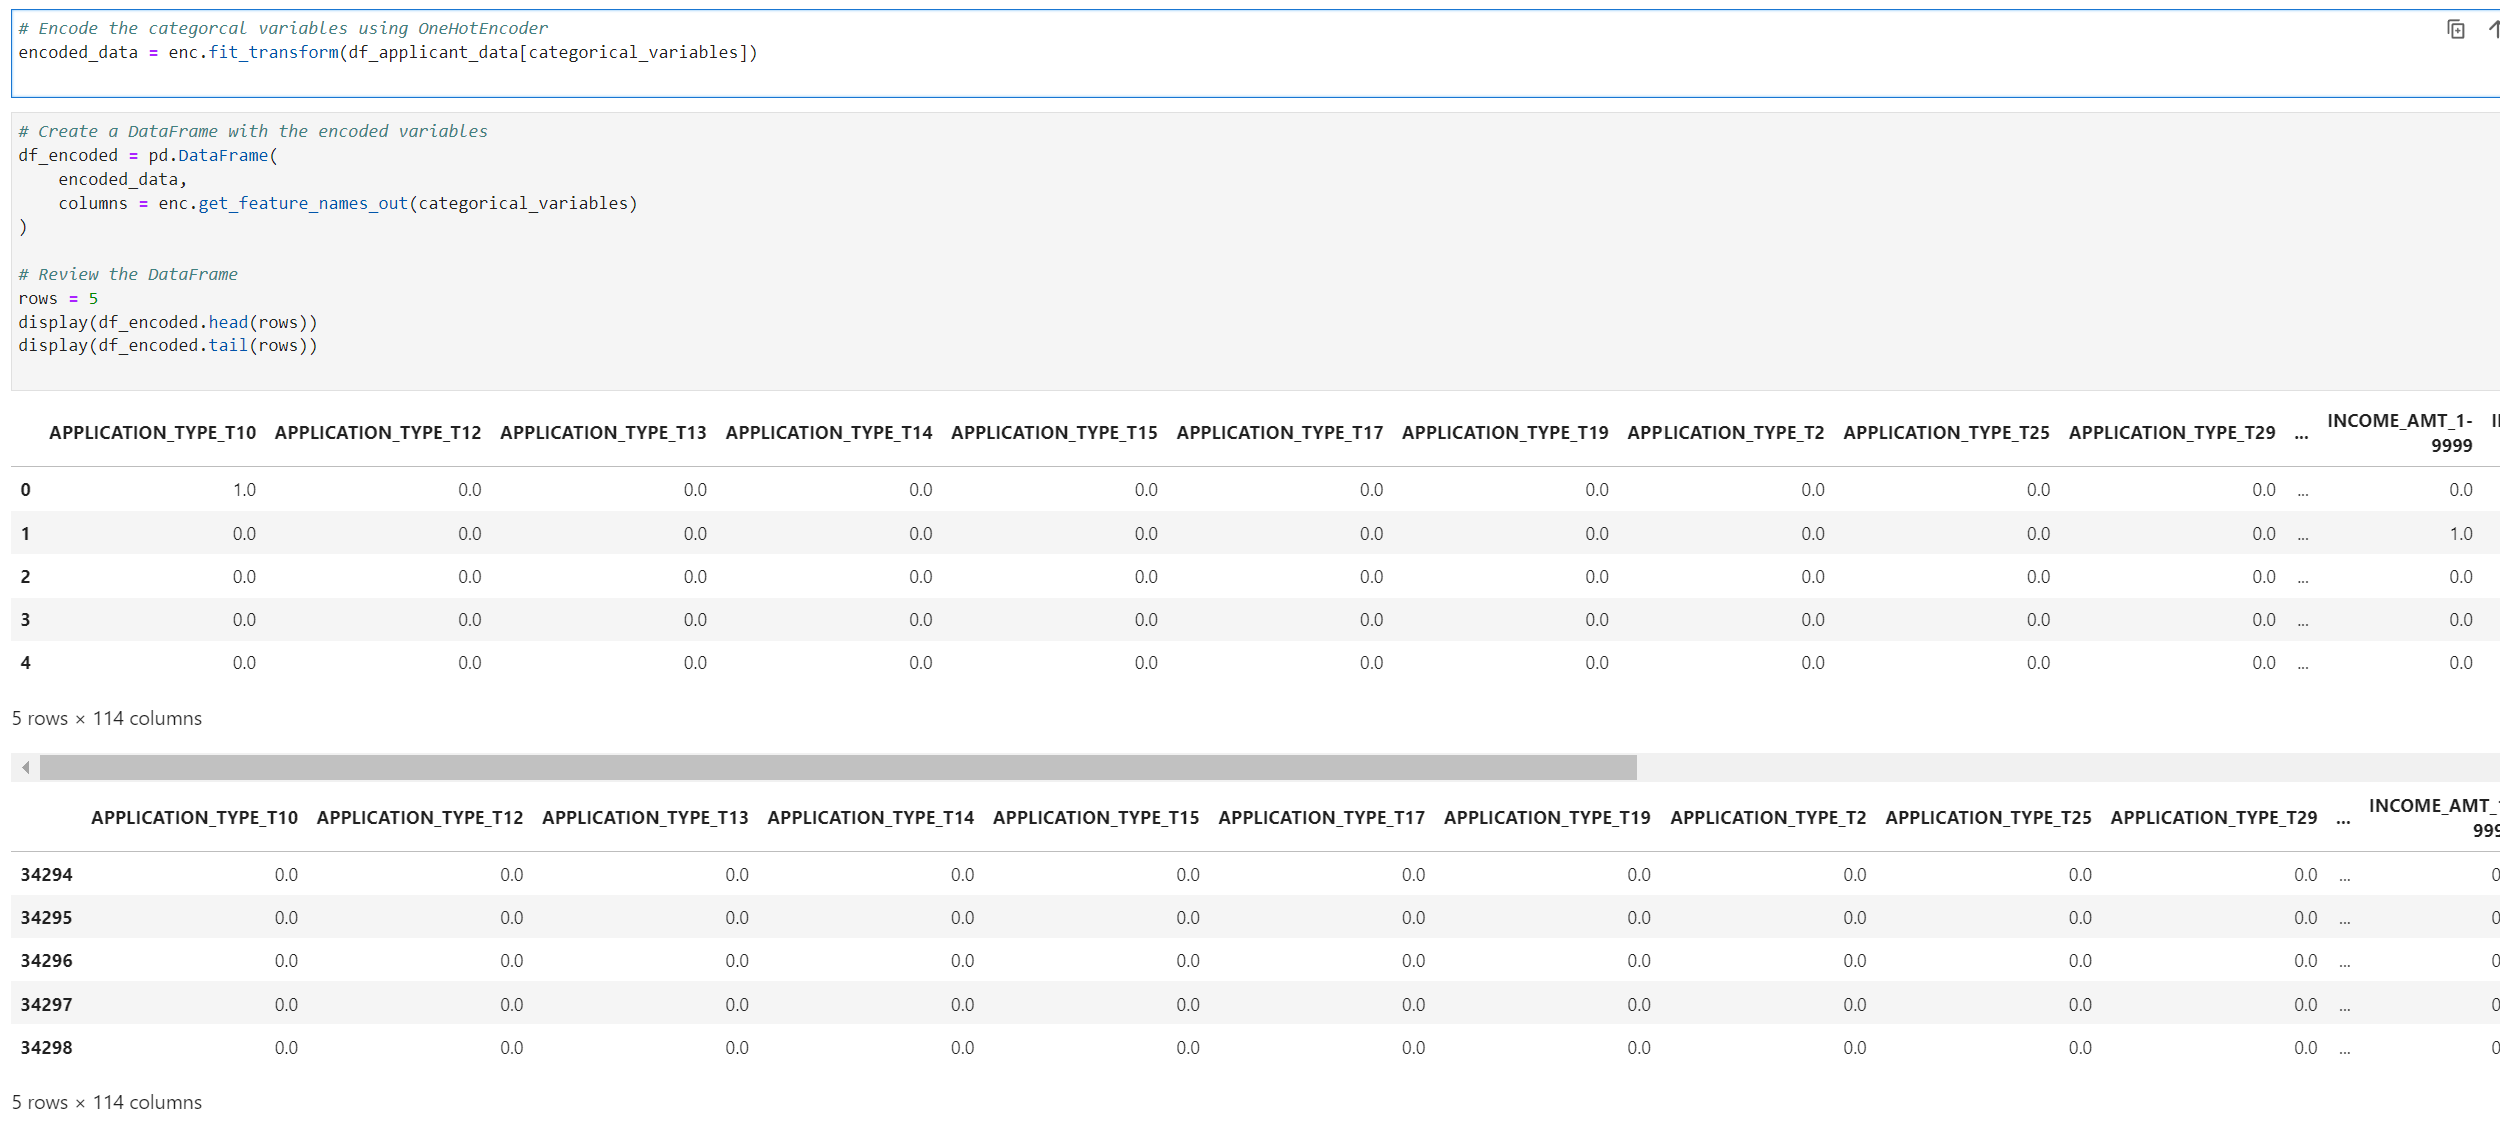 # Encode the categorcal variables using OneHotEncoder
encoded_data = enc.fit_transform(df_applicant_data[categorical_variables])
# Create a DataFrame with the encoded variables
df_encoded = pd.DataFrame(
    encoded_data,
    columns = enc.get_feature_names_out(categorical_variables)
)
# Review the DataFrame
rows = 5
display(df_encoded.head(rows))
display(df_encoded.tail(rows))
APPLICATION_TYPE_T10 APPLICATION_TYPE_T12 APPLICATION_TYPE_T13 APPLICATION_TYPE_T14 APPLICATION_TYPE_T15 APPLICATION_TYPE_T17 APPLICATION_TYPE_T19 APPLICATION_TYPE_T2 APPLICATION_TYPE_T25 APPLICATION_TYPE_T29 ... INCOME_AMT_1-
9999
0 1.0 0.0 0.0 0.0 0.0 0.0 0.0 0.0 0.0 0.0 ... 0.0
1 0.0 0.0 0.0 0.0 0.0 0.0 0.0 0.0 0.0 0.0 ... 1.0
2 0.0 0.0 0.0 0.0 0.0 0.0 0.0 0.0 0.0 0.0 ... 0.0
3 0.0 0.0 0.0 0.0 0.0 0.0 0.0 0.0 0.0 0.0 ... 0.0
4 0.0 0.0 0.0 0.0 0.0 0.0 0.0 0.0 0.0 0.0 ... 0.0
5 rows × 114 columns
APPLICATION_TYPE_T10 APPLICATION_TYPE_T12 APPLICATION_TYPE_T13 APPLICATION_TYPE_T14 APPLICATION_TYPE_T15 APPLICATION_TYPE_T17 APPLICATION_TYPE_T19 APPLICATION_TYPE_T2 APPLICATION_TYPE_T25 APPLICATION_TYPE_T29 ... INCOME_AMT_
999
34294 0.0 0.0 0.0 0.0 0.0 0.0 0.0 0.0 0.0 0.0 ... 0
34295 0.0 0.0 0.0 0.0 0.0 0.0 0.0 0.0 0.0 0.0 ... 0
34296 0.0 0.0 0.0 0.0 0.0 0.0 0.0 0.0 0.0 0.0 ... 0
34297 0.0 0.0 0.0 0.0 0.0 0.0 0.0 0.0 0.0 0.0 ... 0
34298 0.0 0.0 0.0 0.0 0.0 0.0 0.0 0.0 0.0 0.0 ... 0
5 rows × 114 columns